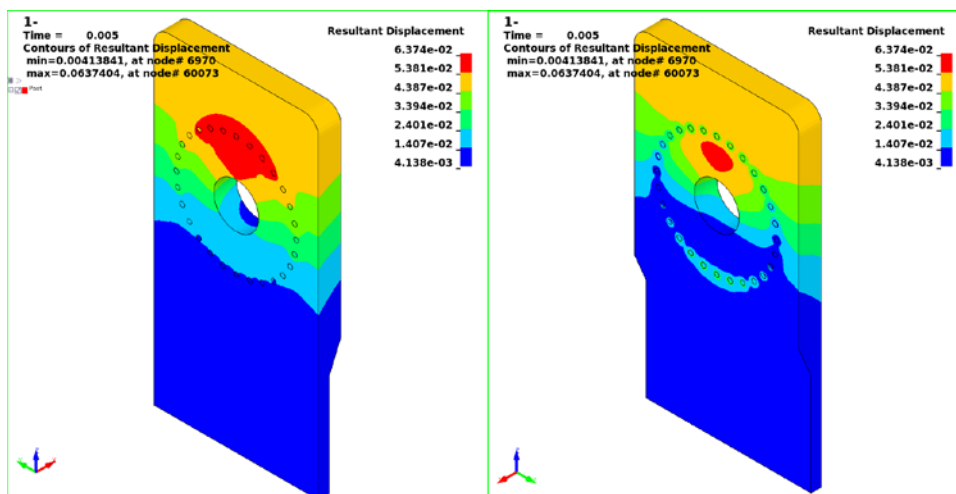 1-
Time =      0.005
Contours of Resultant Displacement
min=0.00413841, at node# 6970
max=0.0637404, at node# 60073
Part
Resultant Displacement
6.374e-02
5.381e-02
4.387e-02
3.394e-02
2.401e-02
1.407e-02
4.138e-03
1-
Time =      0.005
Contours of Resultant Displacement
min=0.00413841, at node# 6970
max=0.0637404, at node# 60073
Resultant Displacement
6.374e-02
5.381e-02
4.387e-02
3.394e-02
2.401e-02
1.407e-02
4.138e-03